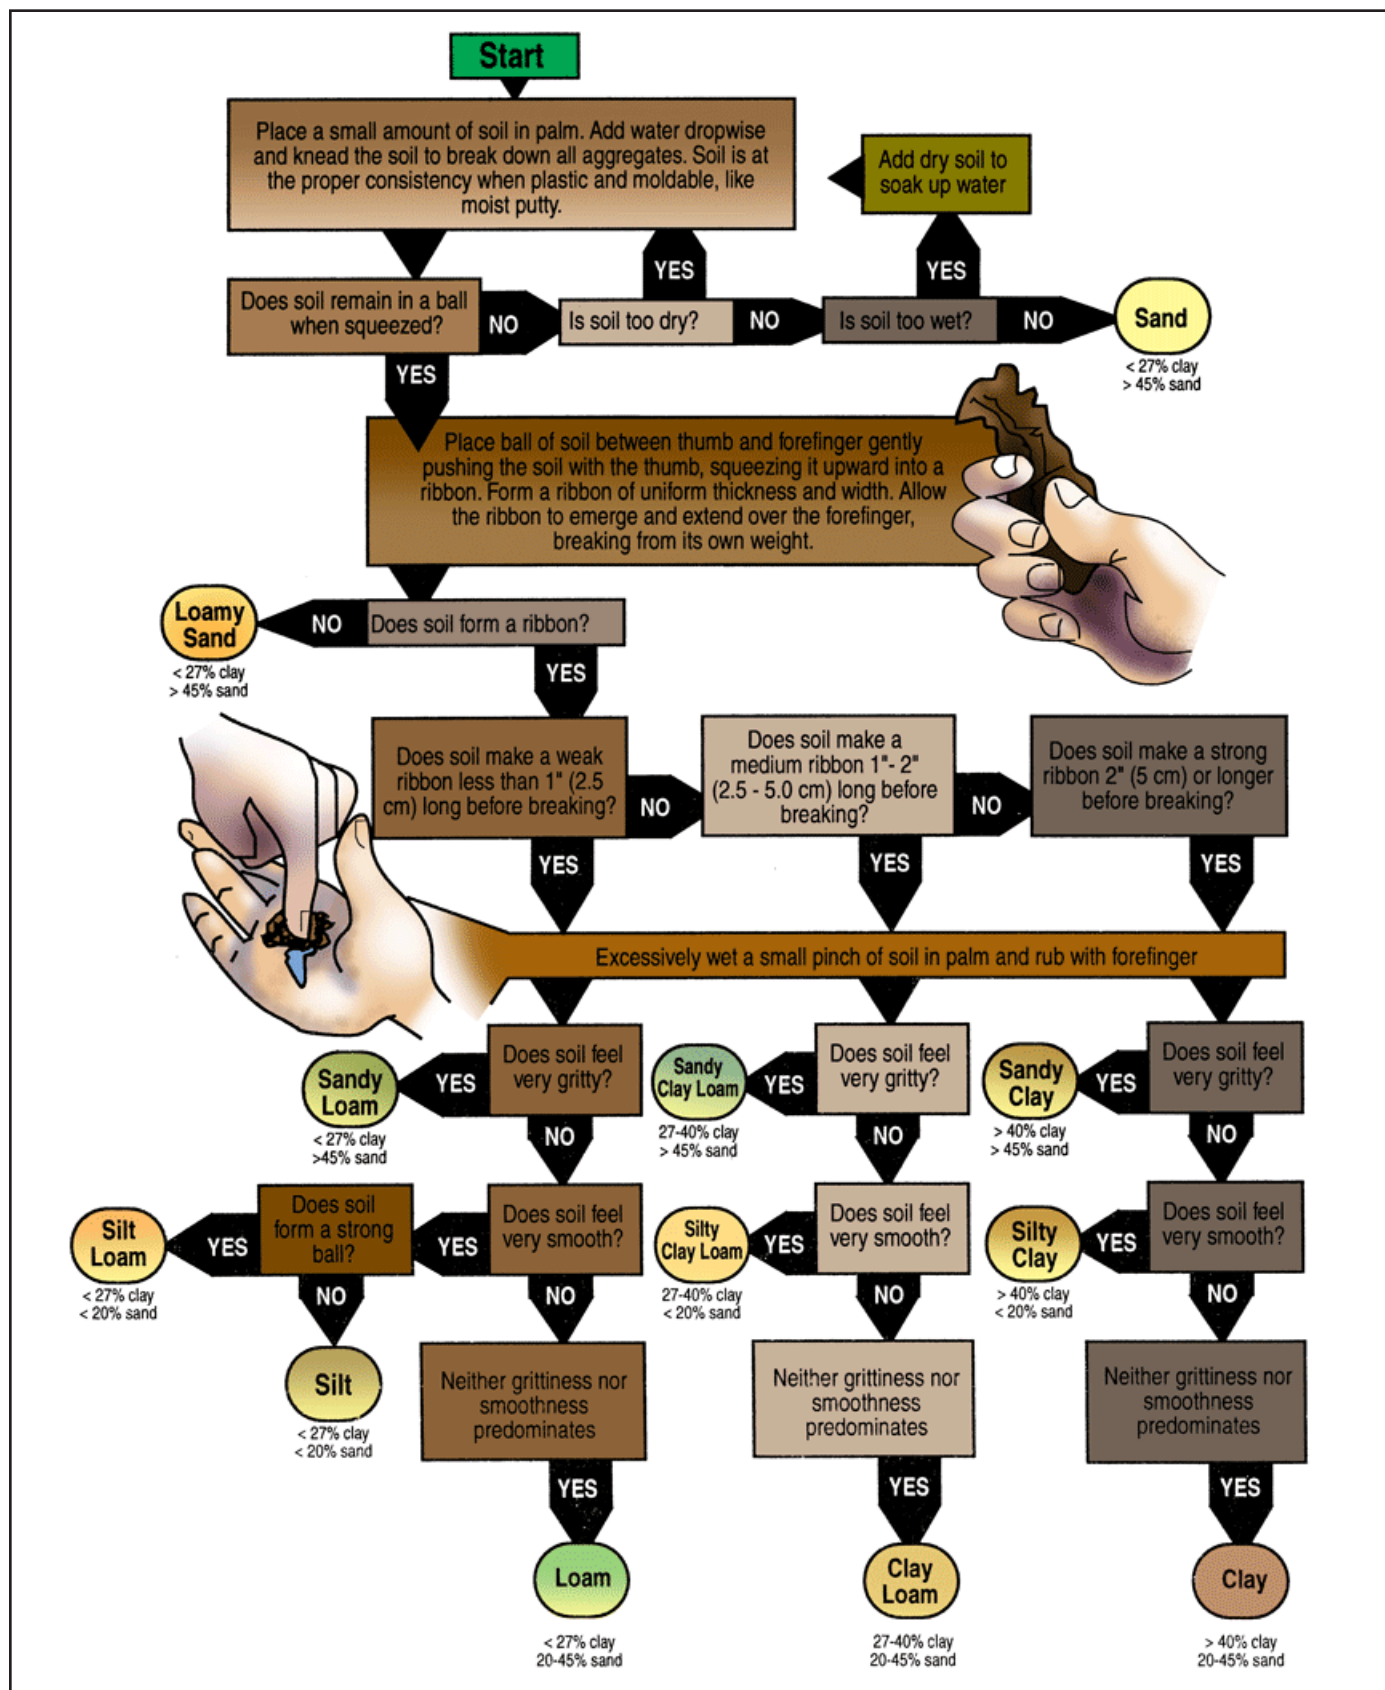 Start
Place a small amount of soil in palm. Add water dropwise
and knead the soil to break down all aggregates. Soil is at
the proper consistency when plastic and moldable, like
moist putty.
Add dry soil to
soak up water
YES
YES
Does soil remain in a ball
when squeezed?
NO
Is soil too dry?
NO
Is soil too wet?
NO
Sand
< 27% clay
> 45% sand
YES
Place ball of soil between thumb and forefinger gently
pushing the soil with the thumb, squeezing it upward into a
ribbon. Form a ribbon of uniform thickness and width. Allow
the ribbon to emerge and extend over the forefinger,
breaking from its own weight.
Loamy
Sand
< 27% clay
> 45% sand
NO
Does soil form a ribbon?
YES
Does soil make a weak
ribbon less than 1" (2.5
cm) long before breaking?
NO
Does soil make a
medium ribbon 1"- 2"
(2.5 - 5.0 cm) long before
breaking?
NO
Does soil make a strong
ribbon 2" (5 cm) or longer
before breaking?
YES
YES
YES
Excessively wet a small pinch of soil in palm and rub with forefinger
Sandy
Loam
< 27% clay
>45% sand
YES
Does soil feel
very gritty?
Sandy
Clay Loam
27-40% clay
> 45% sand
YES
Does soil feel
very gritty?
Sandy
Clay
> 40% clay
> 45% sand
YES
Does soil feel
very gritty?
NO
NO
NO
Silt
Loam
< 27% clay
< 20% sand
YES
Does soil
form a strong
ball?
YES
Does soil feel
very smooth?
Silty
Clay Loam
27-40% clay
< 20% sand
YES
Does soil feel
very smooth?
Silty
Clay
> 40% clay
< 20% sand
YES
Does soil feel
very smooth?
NO
NO
NO
NO
Silt
< 27% clay
< 20% sand
Neither grittiness nor
smoothness
predominates
Neither grittiness nor
smoothness
predominates
Neither grittiness nor
smoothness
predominates
YES
YES
YES
Loam
< 27% clay
20-45% sand
Clay
Loam
27-40% clay
20-45% sand
Clay
> 40% clay
20-45% sand